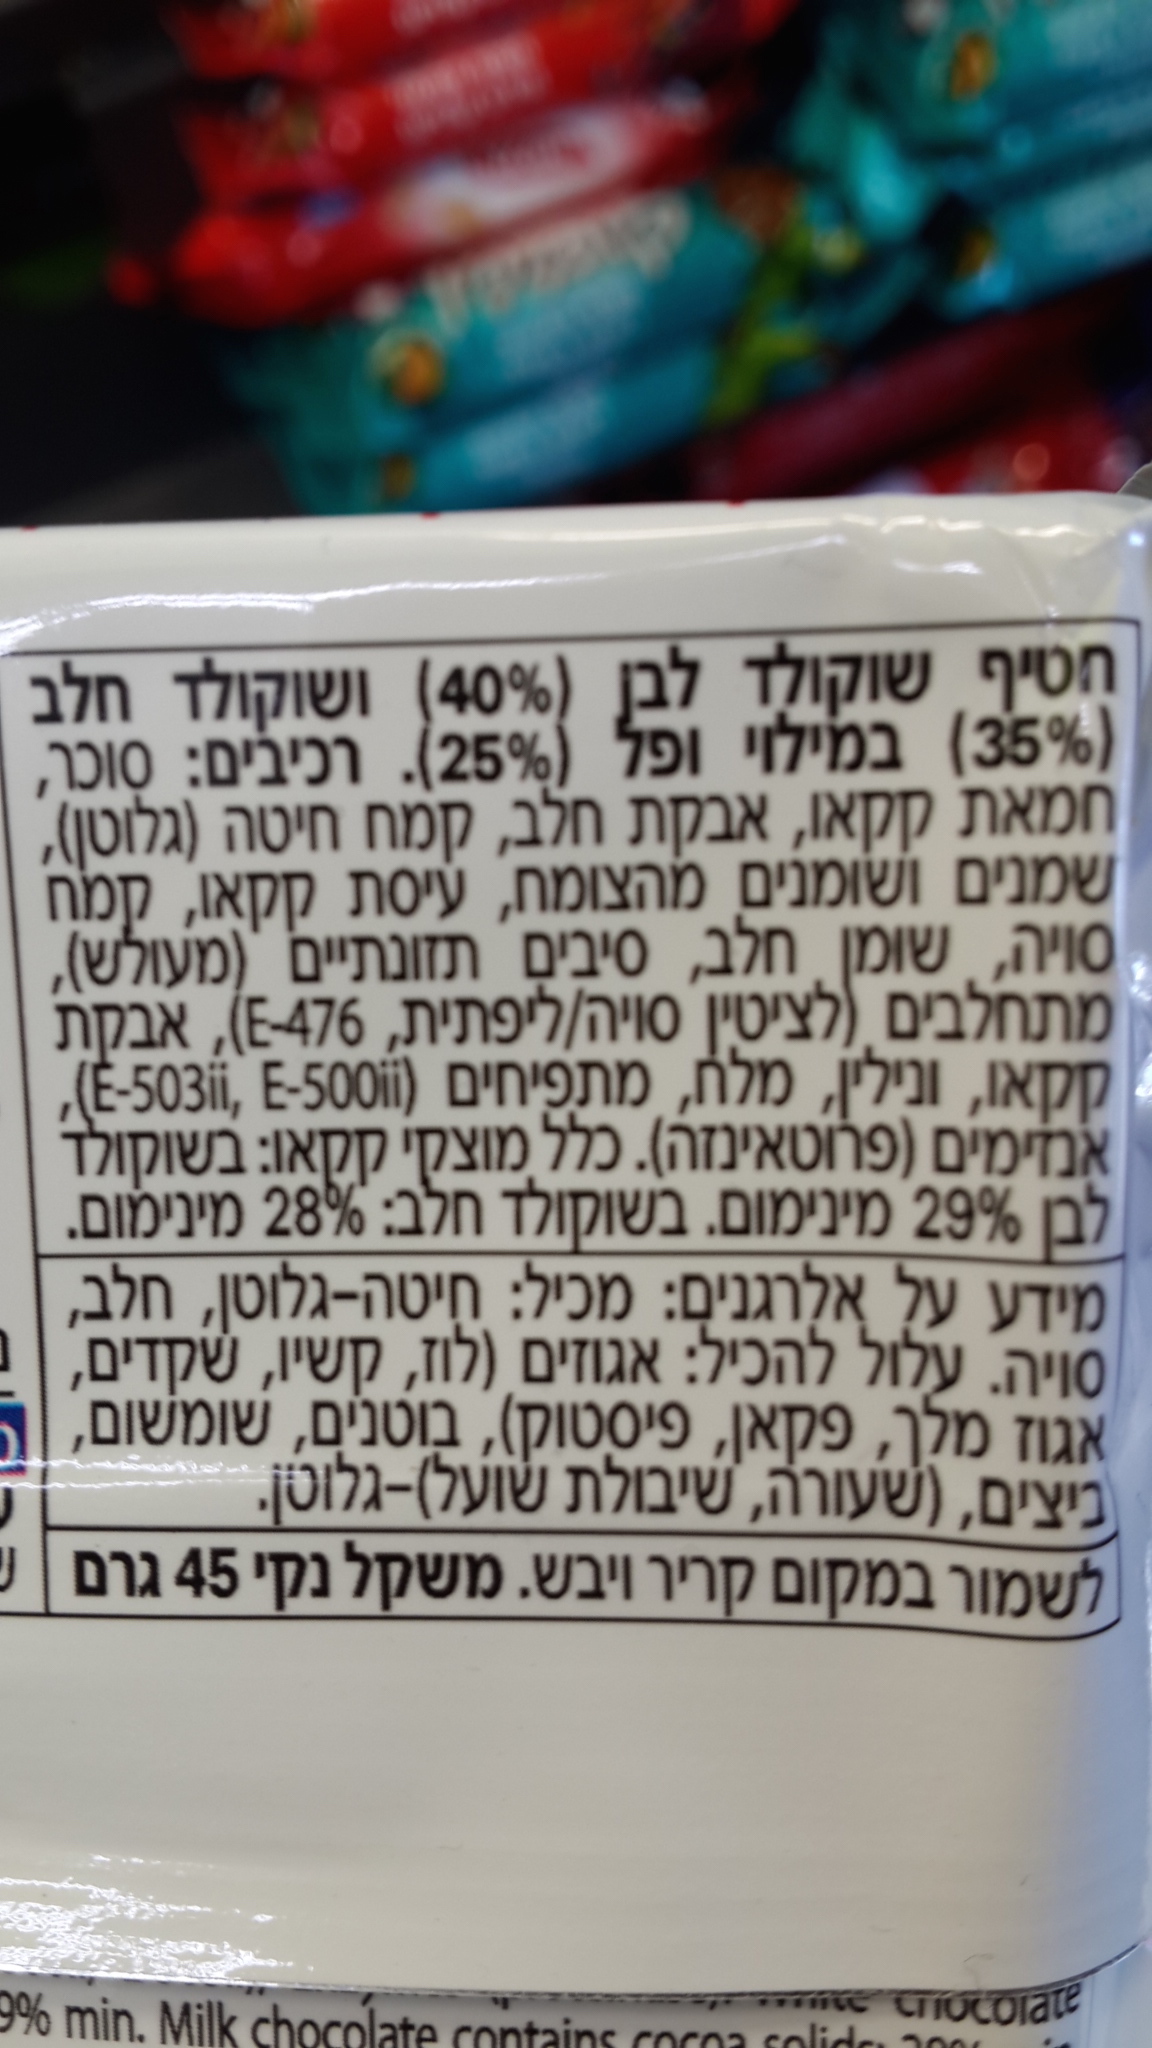 חטיף שוקולד לבן (40%) ושוקולד חלב
(35%) במילוי ופל (25%). רכיבים: סוכר,
חמאת קקאו, אבקת חלב, קמח חיטה (גלוטן),
שמנים ושומנים מהצומח, עיסת קקאו, קמח
סויה, שומן חלב, סיבים תזונתיים (מעולש),
מתחלבים (לציטין סויה/ליפתית, E-476), אבקת
קקאו, ונילין, מלח, מתפיחים (E-503ii, E-500ii),
אנזימים (פרוטאינזה). כלל מוצקי קקאו: בשוקולד
לבן 29% מינימום. בשוקולד חלב: 28% מינימום.
מידע על אלרגנים: מכיל: חיטה-גלוטן, חלב,
סויה. עלול להכיל: אגוזים (לוז, קשיו, שקדים,
אגוז מלך, פקאן, פיסטוק), בוטנים, שומשום,
ביצים, (שעורה, שיבולת שועל)-גלוטן.
לשמור במקום קריר ויבש. משקל נקי 45 גרם
white chocolate
9% min. Milk chocolate contains cocoa solids: